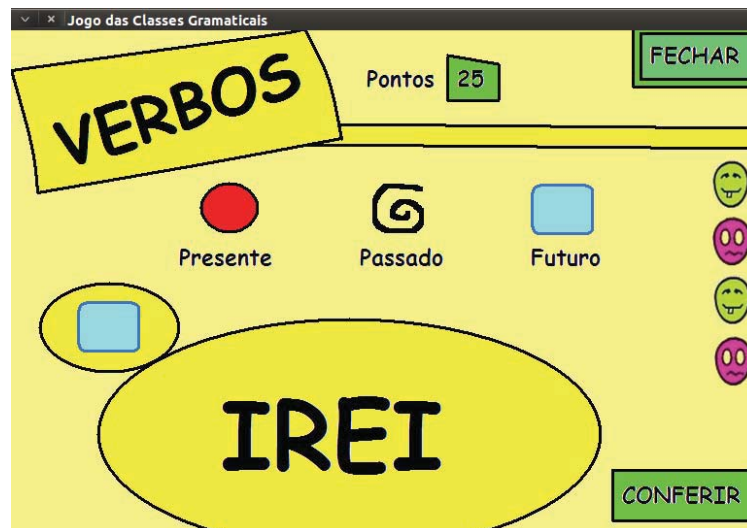 Jogo das Classes Gramaticais
VERBOS
Pontos 25
FECHAR
Presente
Passado
Futuro
IREI
CONFERIR